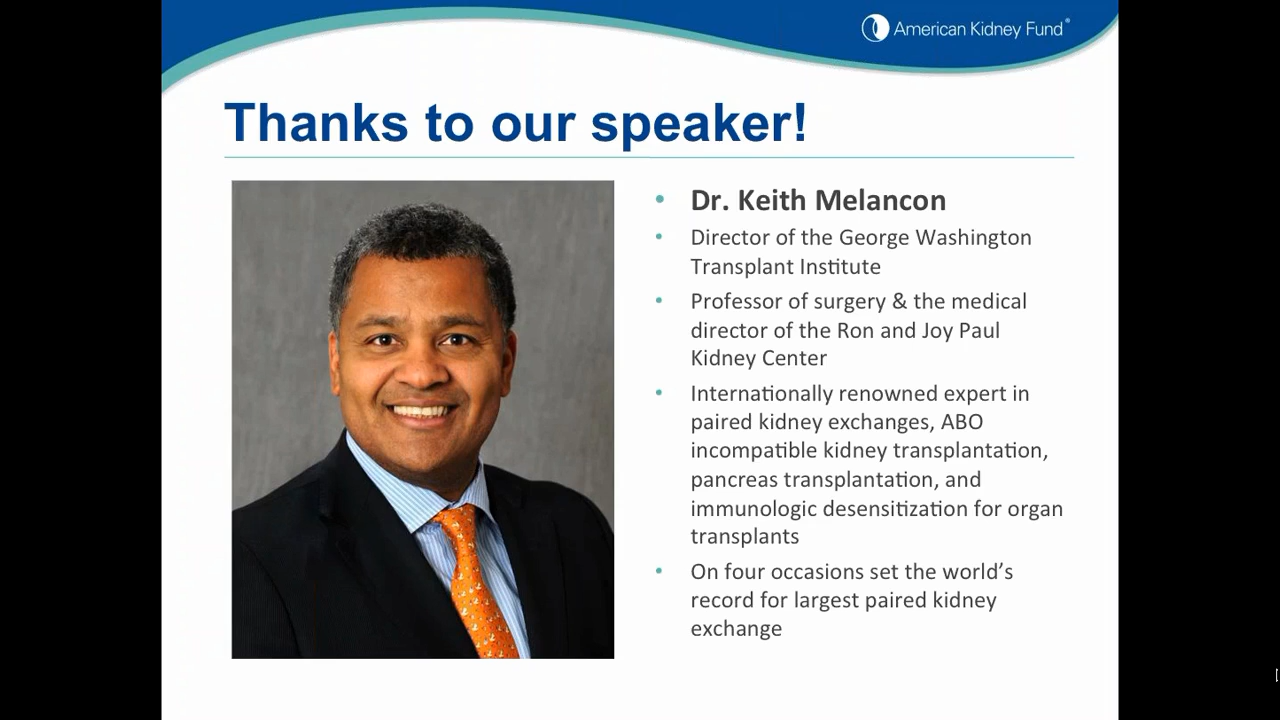 American Kidney Fund®
Thanks to our speaker!
• Dr. Keith Melancon
• Director of the George Washington
Transplant Institute
• Professor of surgery & the medical
director of the Ron and Joy Paul
Kidney Center
• Internationally renowned expert in
paired kidney exchanges, ABO
incompatible kidney transplantation,
pancreas transplantation, and
immunologic desensitization for organ
transplants
• On four occasions set the world’s
record for largest paired kidney
exchange